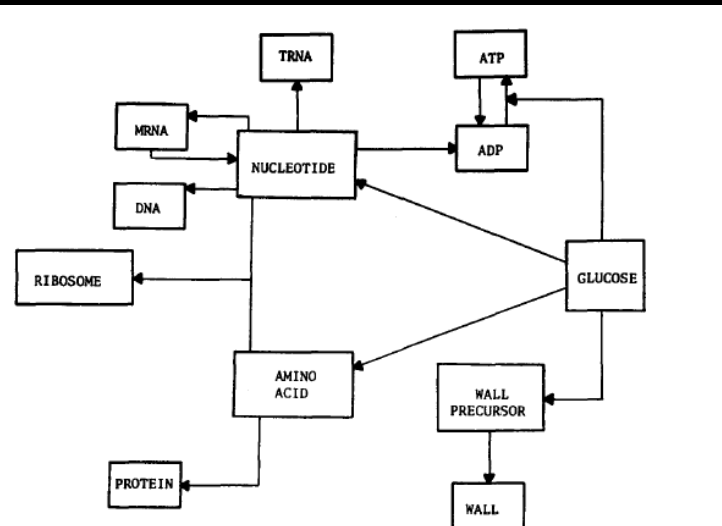 TRNA
ATP
MRNA
NUCLEOTIDE
ADP
DNA
RIBOSOME
GLUCOSE
AMINO
ACID
WALL
PRECURSOR
PROTEIN
WALL